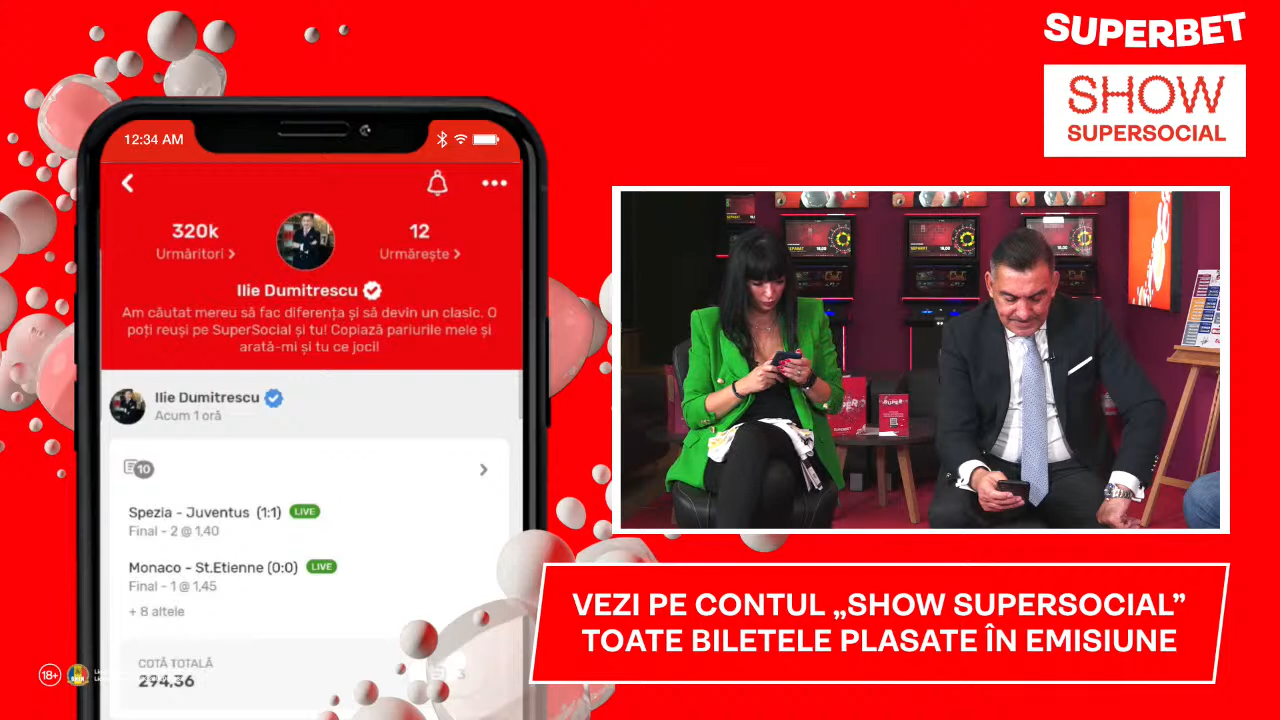 SUPERBET
SHOW
SUPERSOCIAL
12:34 AM
320k
Urmăritori
12
Urmărește
Ilie Dumitrescu
Am căutat mereu să fac diferența și să devin un clasic. O
poți reuși pe SuperSocial și tu! Copiază pariurile mele și
arată-mi și tu ce joci!
Ilie Dumitrescu
Acum 1 oră
10
Spezia - Juventus (1:1) LIVE
Final - 2 @ 1,40
Monaco - St.Etienne (0:0) LIVE
Final - 1 @ 1,45
+ 8 altele
COTĂ TOTALĂ
294,36
18+
VEZI PE CONTUL „SHOW SUPERSOCIAL”
TOATE BILETELE PLASATE ÎN EMISIUNE